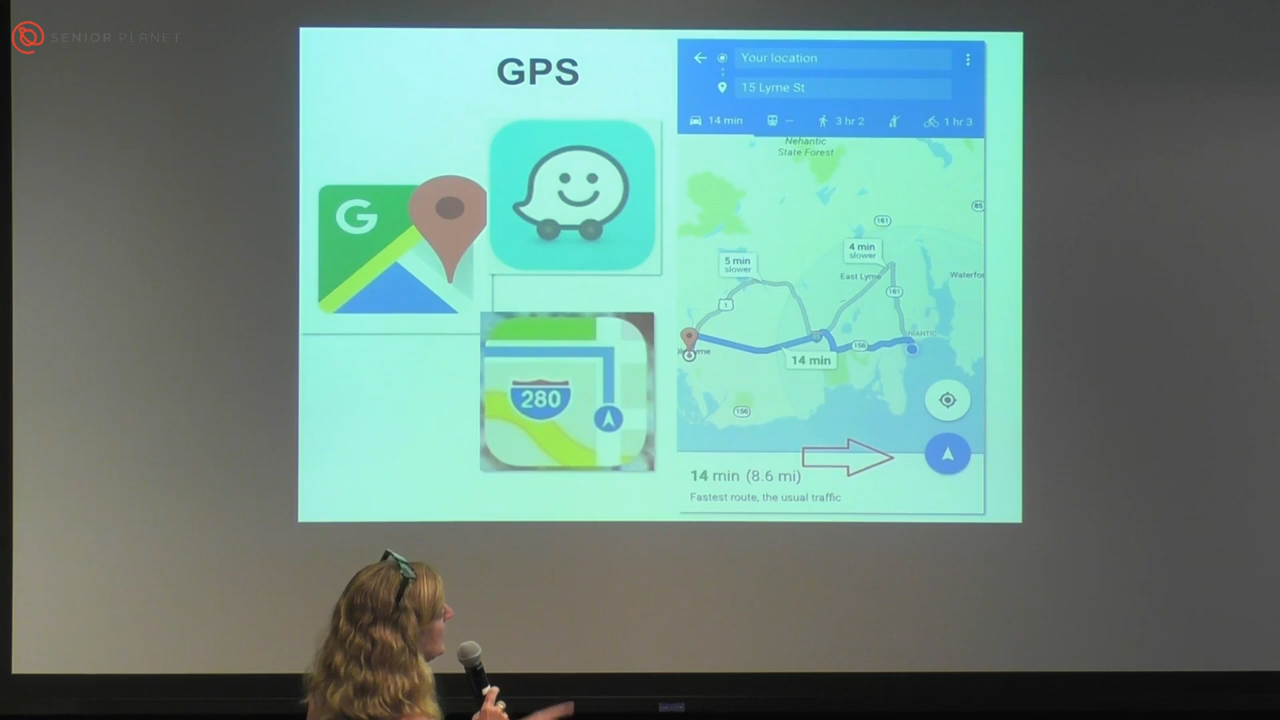 SENIOR PLANET
GPS
G
280
Your location
15 Lyme St
14 min
3 hr 2
1 hr 3
Nehantic
State Forest
85
161
4 min
slower
5 min
slower
East Lyme
Waterfor
161
1
NIANTIC
156
14 min
156
14 min (8.6 mi)
Fastest route, the usual traffic